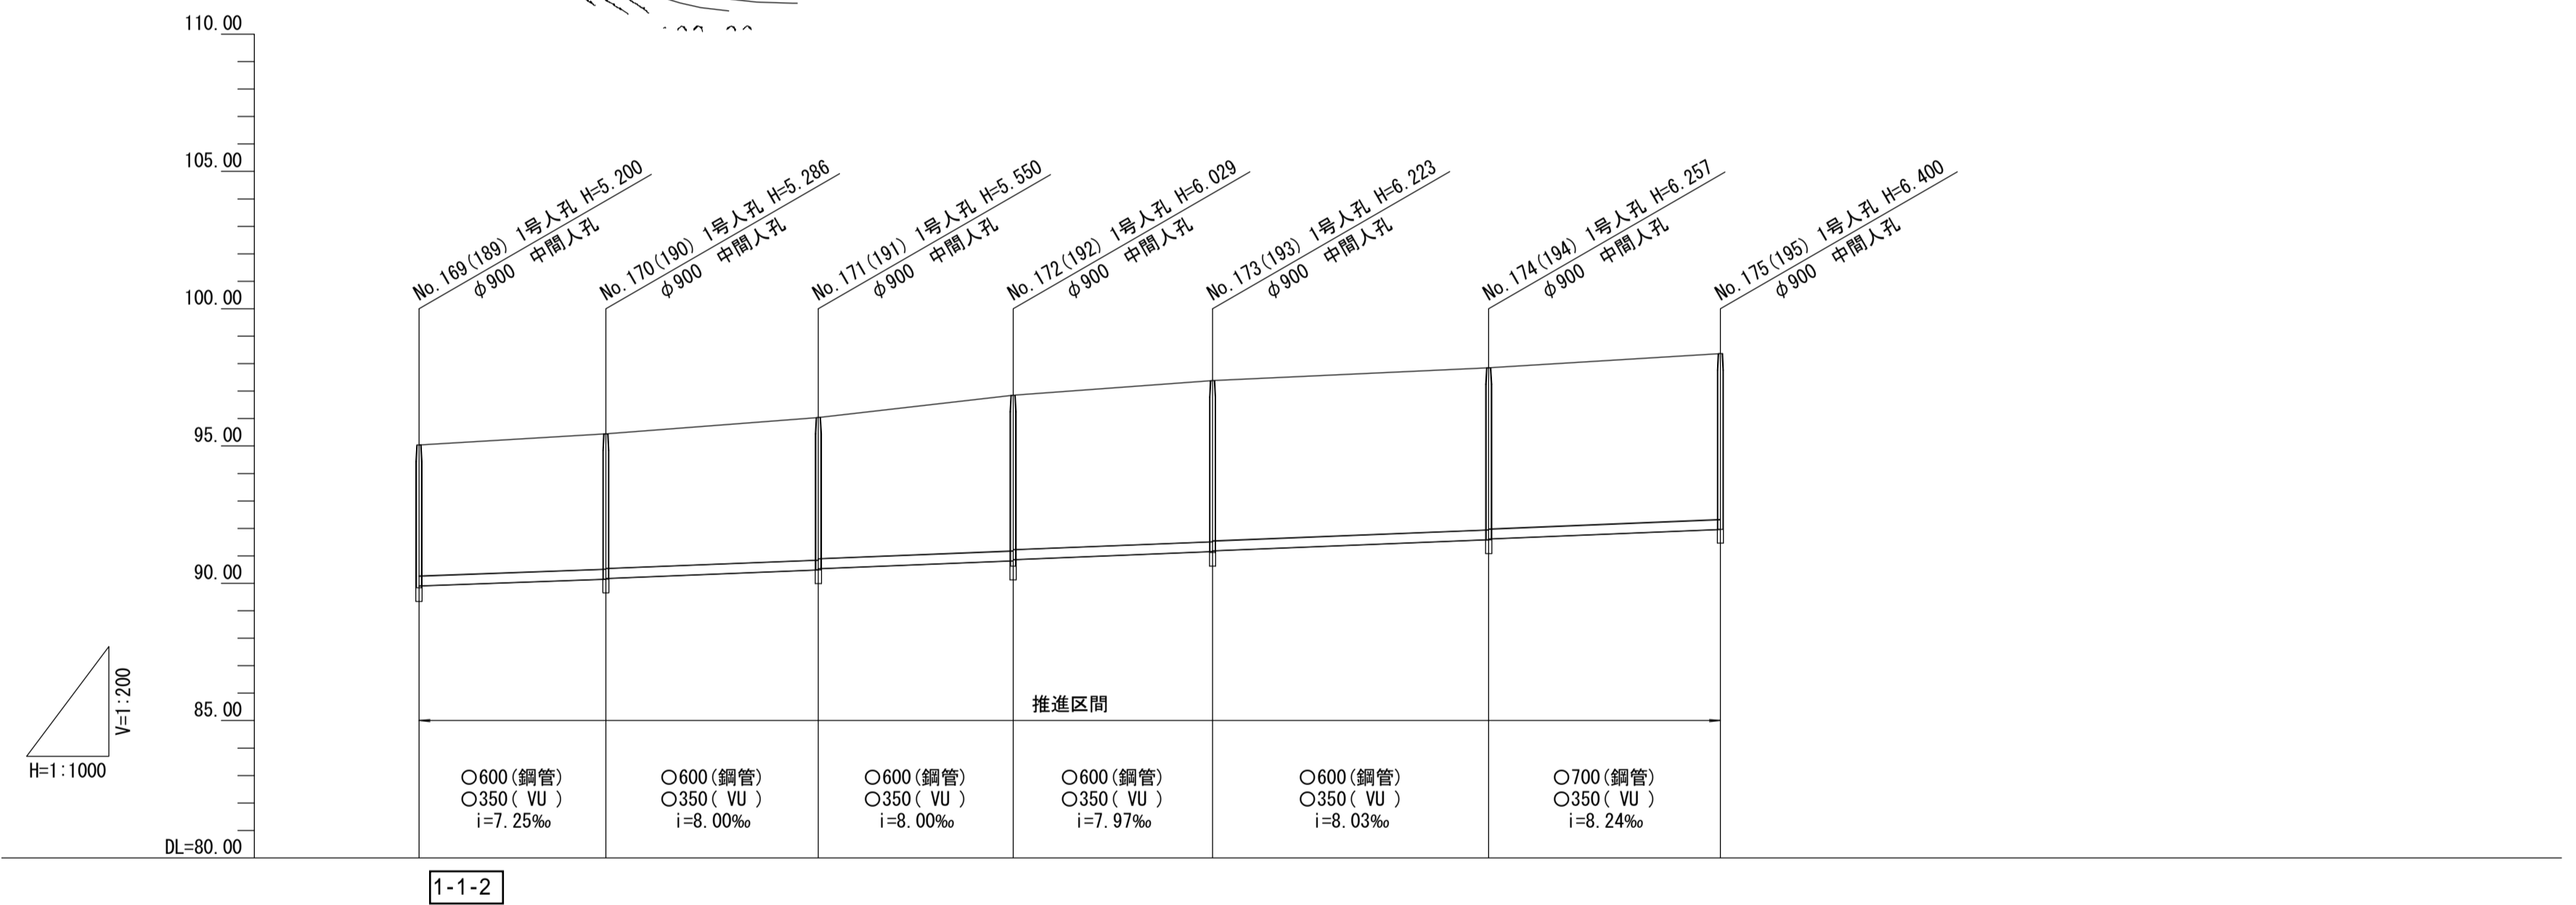 110.00
105.00
100.00
95.00
90.00
85.00
DL=80.00
V=1:200
H=1:1000
No.169(189) 1号人孔 H=5.200
φ900 中間人孔
No.170(190) 1号人孔 H=5.286
φ900 中間人孔
No.171(191) 1号人孔 H=5.550
φ900 中間人孔
No.172(192) 1号人孔 H=6.029
φ900 中間人孔
No.173(193) 1号人孔 H=6.223
φ900 中間人孔
No.174(194) 1号人孔 H=6.257
φ900 中間人孔
No.175(195) 1号人孔 H=6.400
φ900 中間人孔
推進区間
○600(鋼管)
○350( VU )
i=7.25‰
○600(鋼管)
○350( VU )
i=8.00‰
○600(鋼管)
○350( VU )
i=8.00‰
○600(鋼管)
○350( VU )
i=7.97‰
○600(鋼管)
○350( VU )
i=8.03‰
○700(鋼管)
○350( VU )
i=8.24‰
1-1-2